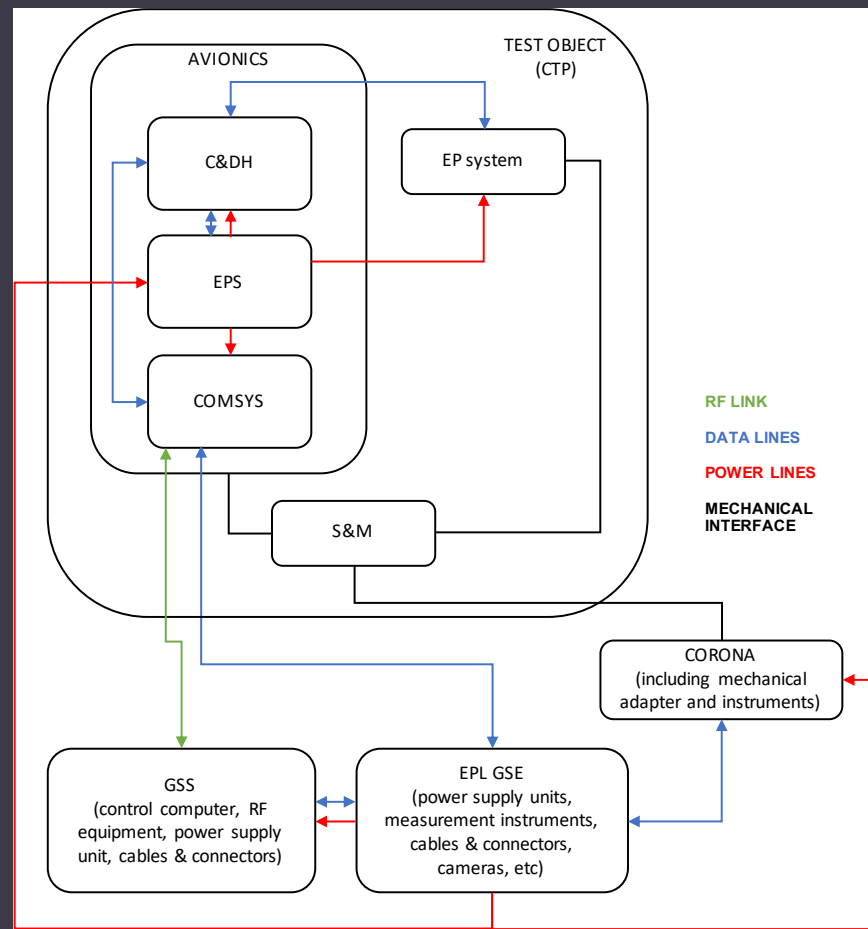 AVIONICS
TEST OBJECT
(CTP)
C&DH
EP system
EPS
COMSYS
RF LINK
DATA LINES
POWER LINES
MECHANICAL
INTERFACE
S&M
CORONA
(including mechanical
adapter and instruments)
GSS
(control computer, RF
equipment, power supply
unit, cables & connectors)
EPL GSE
(power supply units,
measurement instruments,
cables & connectors,
cameras, etc)